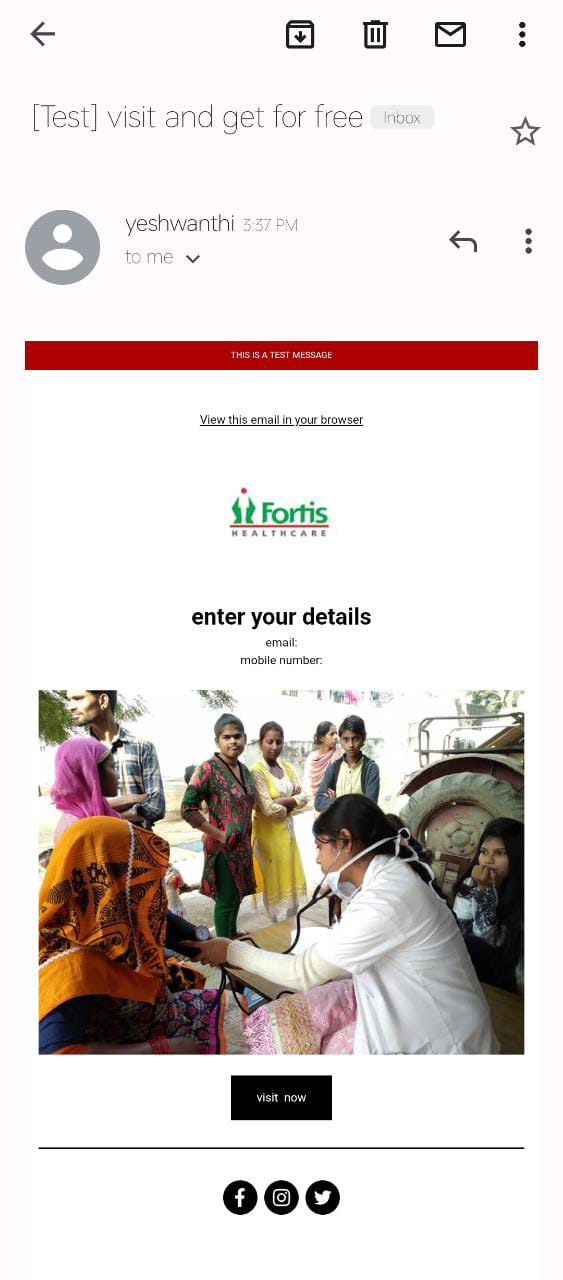 [Test] visit and get for free Inbox
yeshwanthi 3:37 PM
to me
THIS IS A TEST MESSAGE
View this email in your browser
Fortis
HEALTHCARE
enter your details
email:
mobile number:
visit now